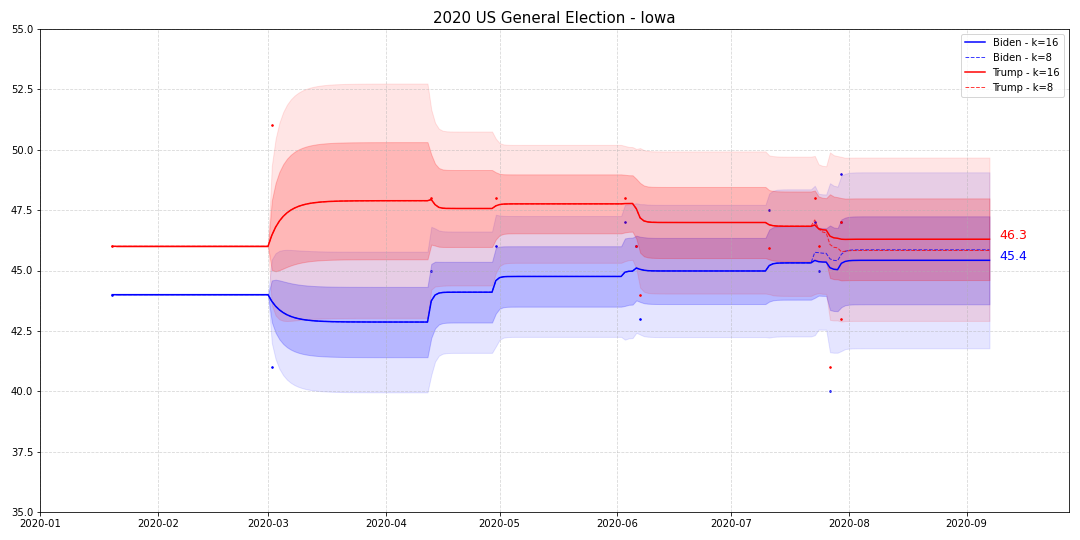 2020 US General Election - Iowa
55.0
52.5
50.0
47.5
45.0
42.5
40.0
37.5
35.0
Biden - k=16
Biden - k=8
Trump - k=16
Trump - k=8
46.3
45.4
2020-01 2020-02 2020-03 2020-04 2020-05 2020-06 2020-07 2020-08 2020-09